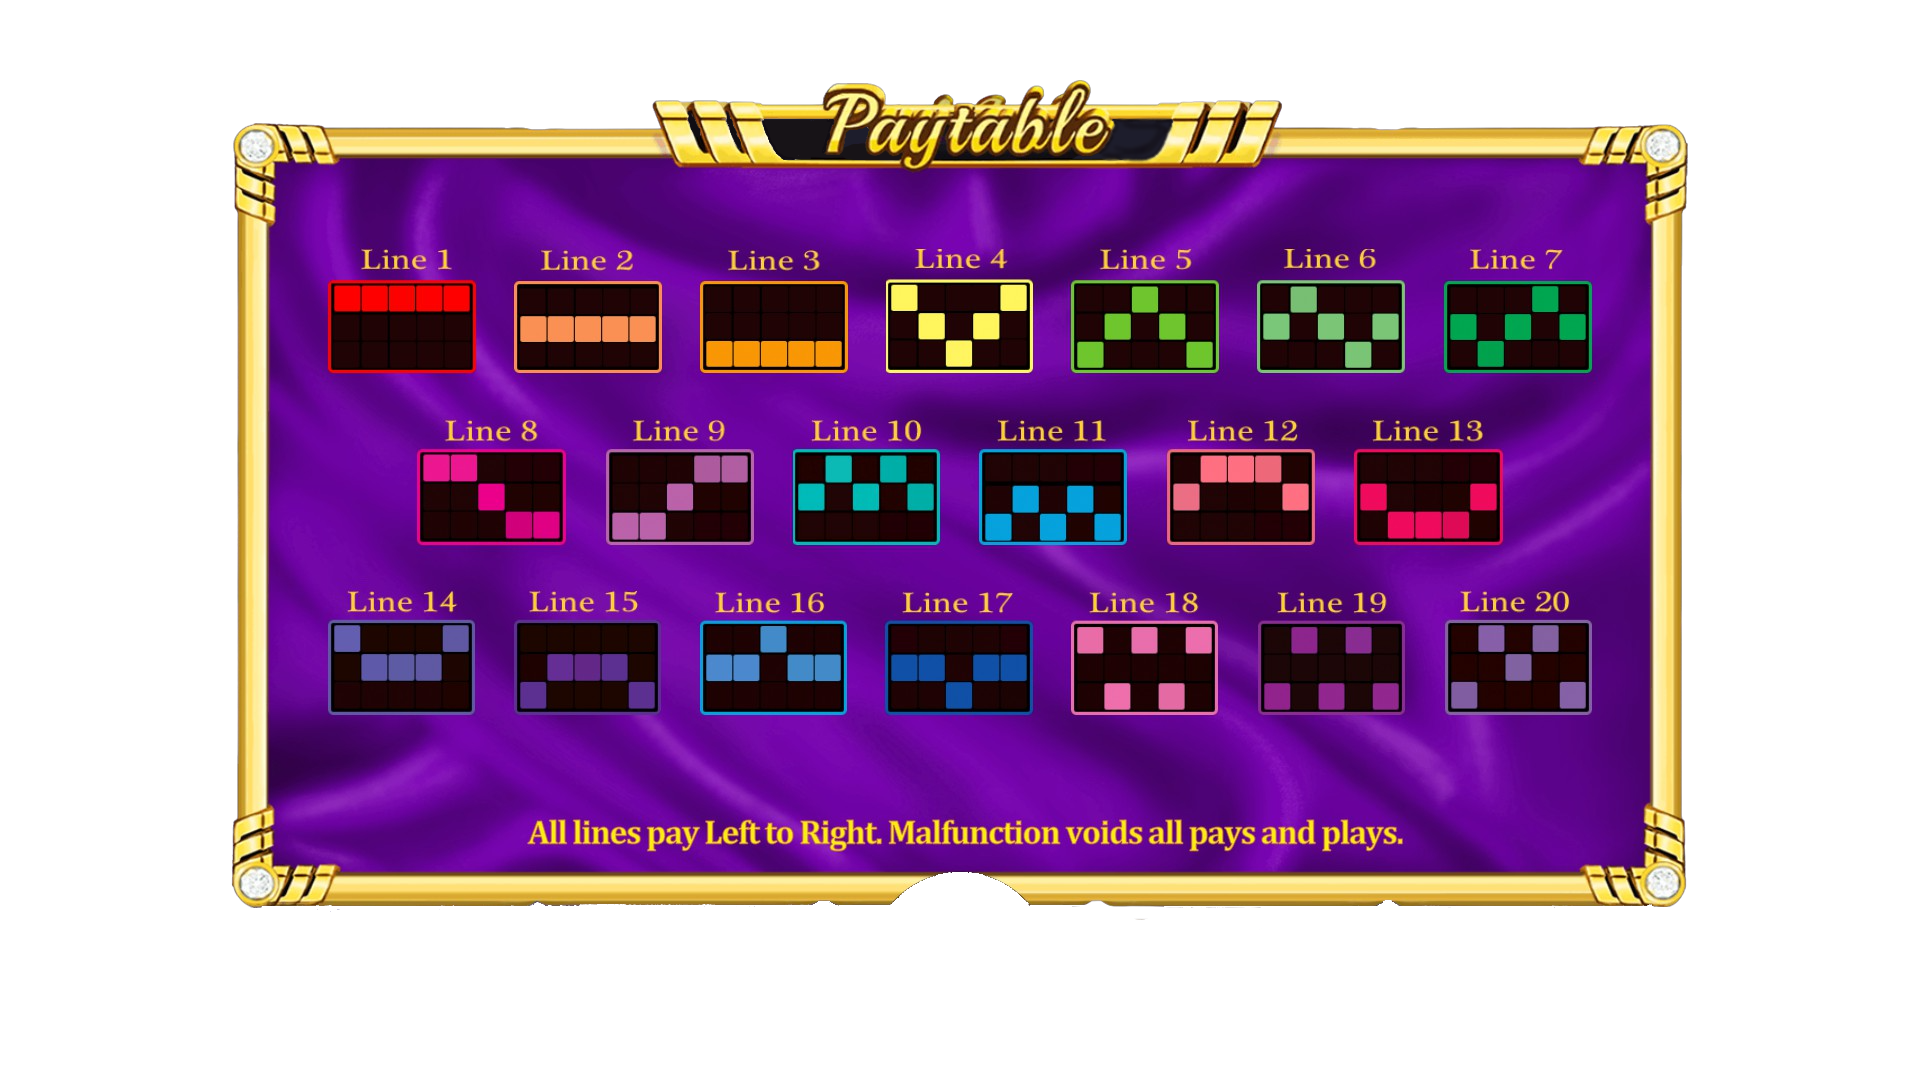 Paytable
Line 1
Line 2
Line 3
Line 4
Line 5
Line 6
Line 7
Line 8
Line 9
Line 10
Line 11
Line 12
Line 13
Line 14
Line 15
Line 16
Line 17
Line 18
Line 19
Line 20
All lines pay Left to Right. Malfunction voids all pays and plays.